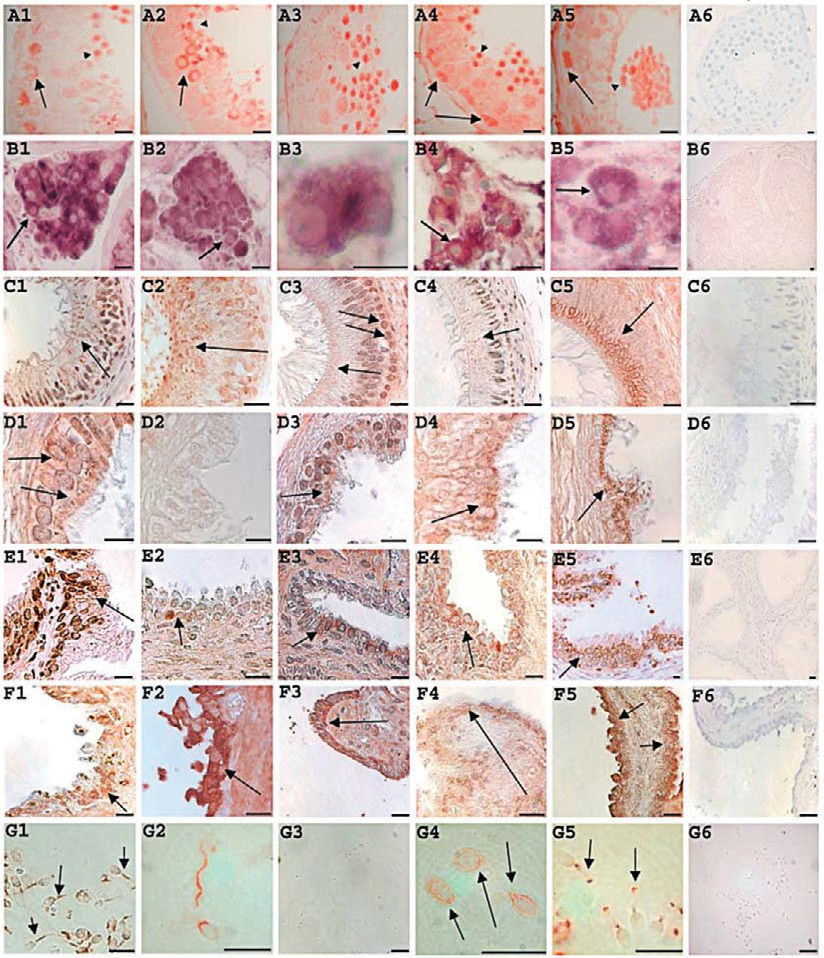 A1 A2 A3 A4 A5 A6
B1 B2 B3 B4 B5 B6
C1 C2 C3 C4 C5 C6
D1 D2 D3 D4 D5 D6
E1 E2 E3 E4 E5 E6
F1 F2 F3 F4 F5 F6
G1 G2 G3 G4 G5 G6